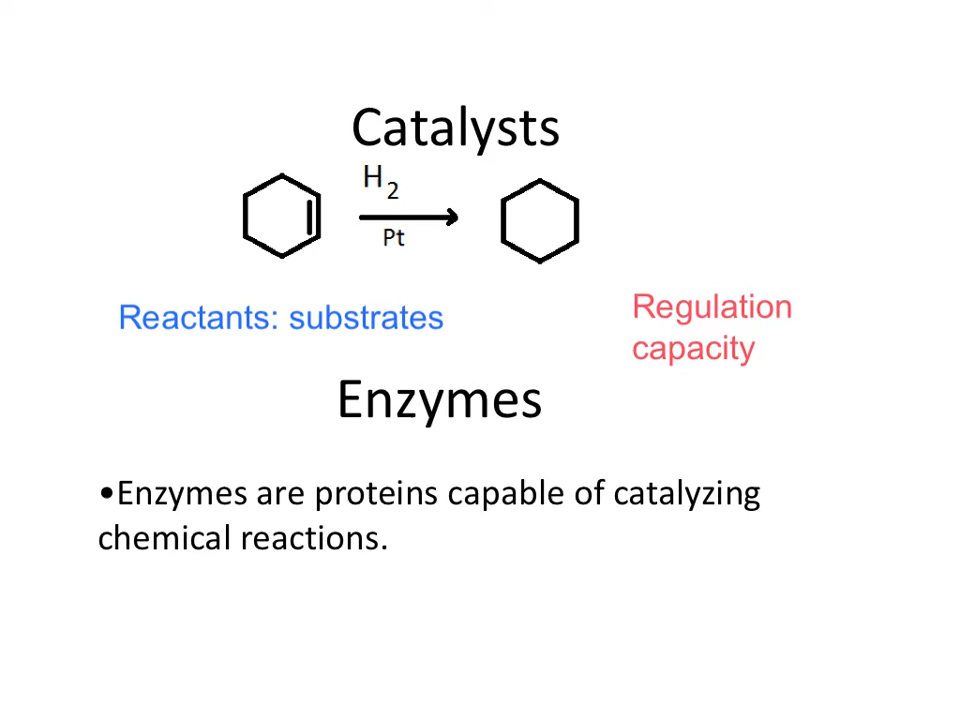 Catalysts
H2
Pt
Reactants: substrates
Regulation
capacity
Enzymes
•Enzymes are proteins capable of catalyzing
chemical reactions.